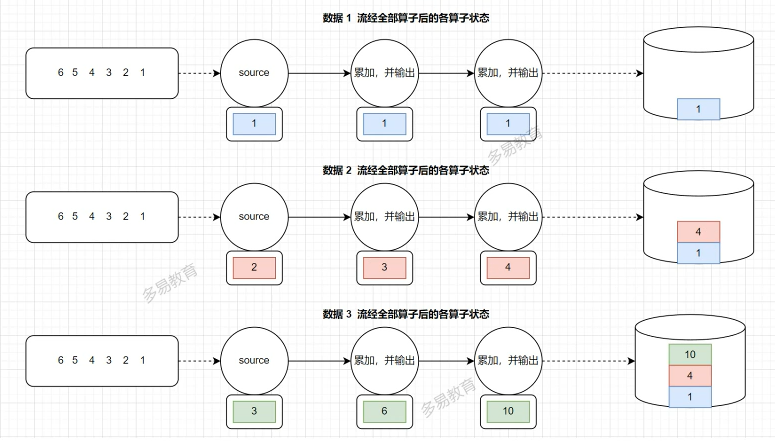 数据 1 流经全部算子后的各算子状态
6 5 4 3 2 1
source
累加，并输出
累加，并输出
1
1
1
1
多易教育
数据 2 流经全部算子后的各算子状态
6 5 4 3 2 1
source
累加，并输出
累加，并输出
2
3
4
4
1
多易教育
数据 3 流经全部算子后的各算子状态
6 5 4 3 2 1
source
累加，并输出
累加，并输出
3
6
10
10
4
1
多易教育